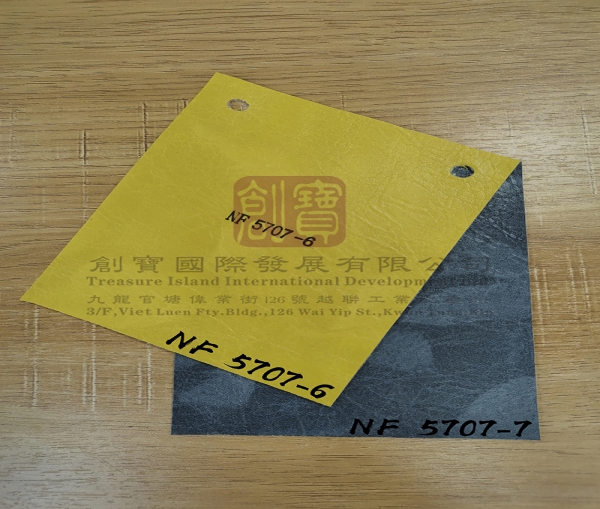 創寶
NF 5707-6
創寶國際發展有限公司
Treasure Island International Development
九龍官塘偉業街126號越聯工業
3/F,Viet Luen Fty.Bldg.,126 Wai Yip St.,
NF 5707-6
NF 5707-7